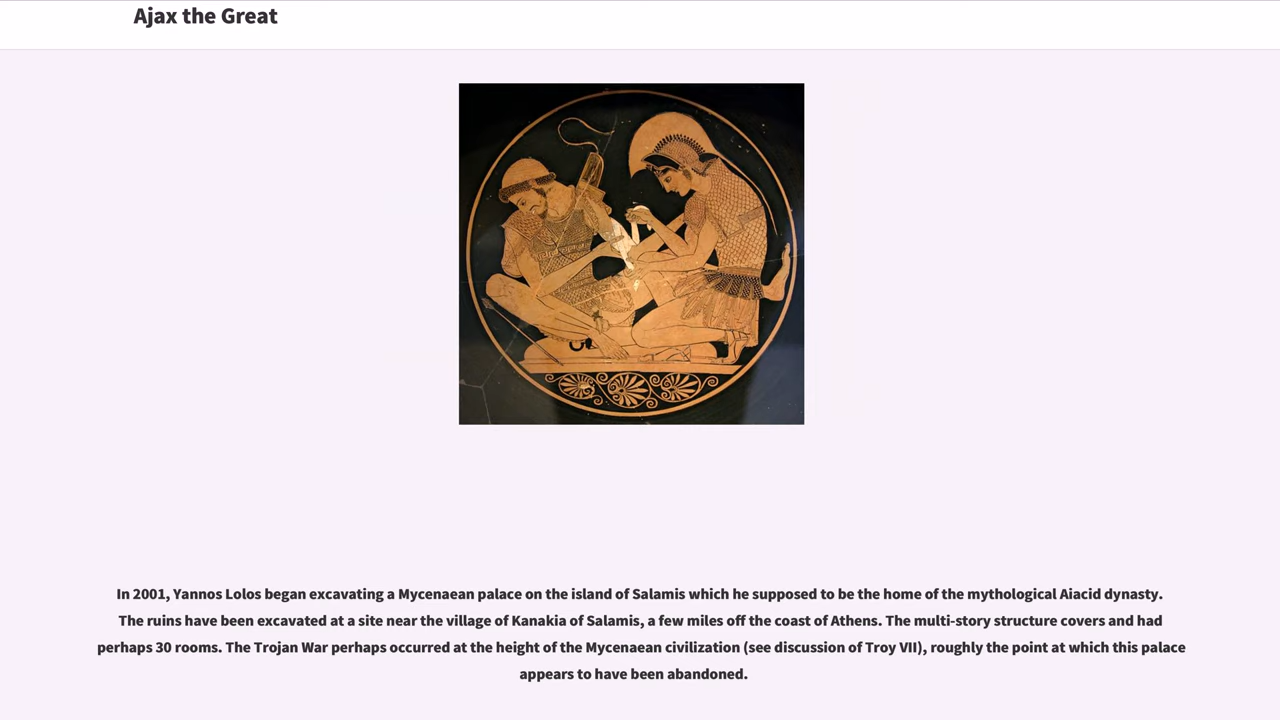 Ajax the Great
In 2001, Yannos Lolos began excavating a Mycenaean palace on the island of Salamis which he supposed to be the home of the mythological Aiacid dynasty.
The ruins have been excavated at a site near the village of Kanakia of Salamis, a few miles off the coast of Athens. The multi-story structure covers and had
perhaps 30 rooms. The Trojan War perhaps occurred at the height of the Mycenaean civilization (see discussion of Troy VII), roughly the point at which this palace
appears to have been abandoned.